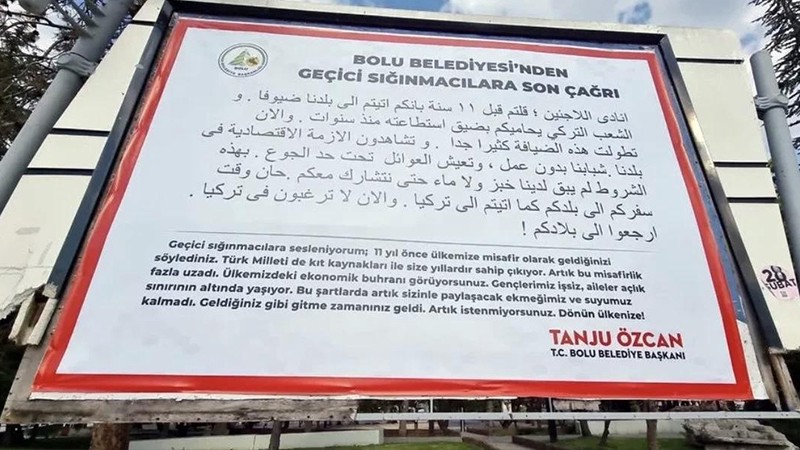 BOLU BELEDİYESİ'NDEN
GEÇİCİ SIĞINMACILARA SON ÇAĞRI
انادى اللاجئين ؛ قلتم قبل ١١ سنة بانكم اتيتم الى بلدنا ضيوفا . و
الشعب التركي يحاميكم بضيق استطاعته منذ سنوات . والان
تطولت هذه الضيافة كثيرا جدا . و تشاهدون الازمة الاقتصادية فى
بلدنا .شبابنا بدون عمل ، وتعيش العوائل تحت حد الجوع . بهذه
الشروط لم يبق لدينا خبز ولا ماء حتى نتشارك معكم .حان وقت
سفركم الى بلدكم كما اتيتم الى تركيا . والان لا ترغبون فى تركيا .
ارجعوا الى بلادكم !
Geçici sığınmacılara sesleniyorum; 11 yıl önce ülkemize misafir olarak geldiğinizi
söylediniz. Türk Milleti de kıt kaynakları ile size yıllardır sahip çıkıyor. Artık bu misafirlik
fazla uzadı. Ülkemizdeki ekonomik buhranı görüyorsunuz. Gençlerimiz işsiz, aileler açlık
sınırının altında yaşıyor. Bu şartlarda artık sizinle paylaşacak ekmeğimiz ve suyumuz
kalmadı. Geldiğiniz gibi gitme zamanınız geldi. Artık istenmiyorsunuz. Dönün ülkenize!
TANJU ÖZCAN
T.C. BOLU BELEDİYE BAŞKANI
BOLU
28
ŞUBAT